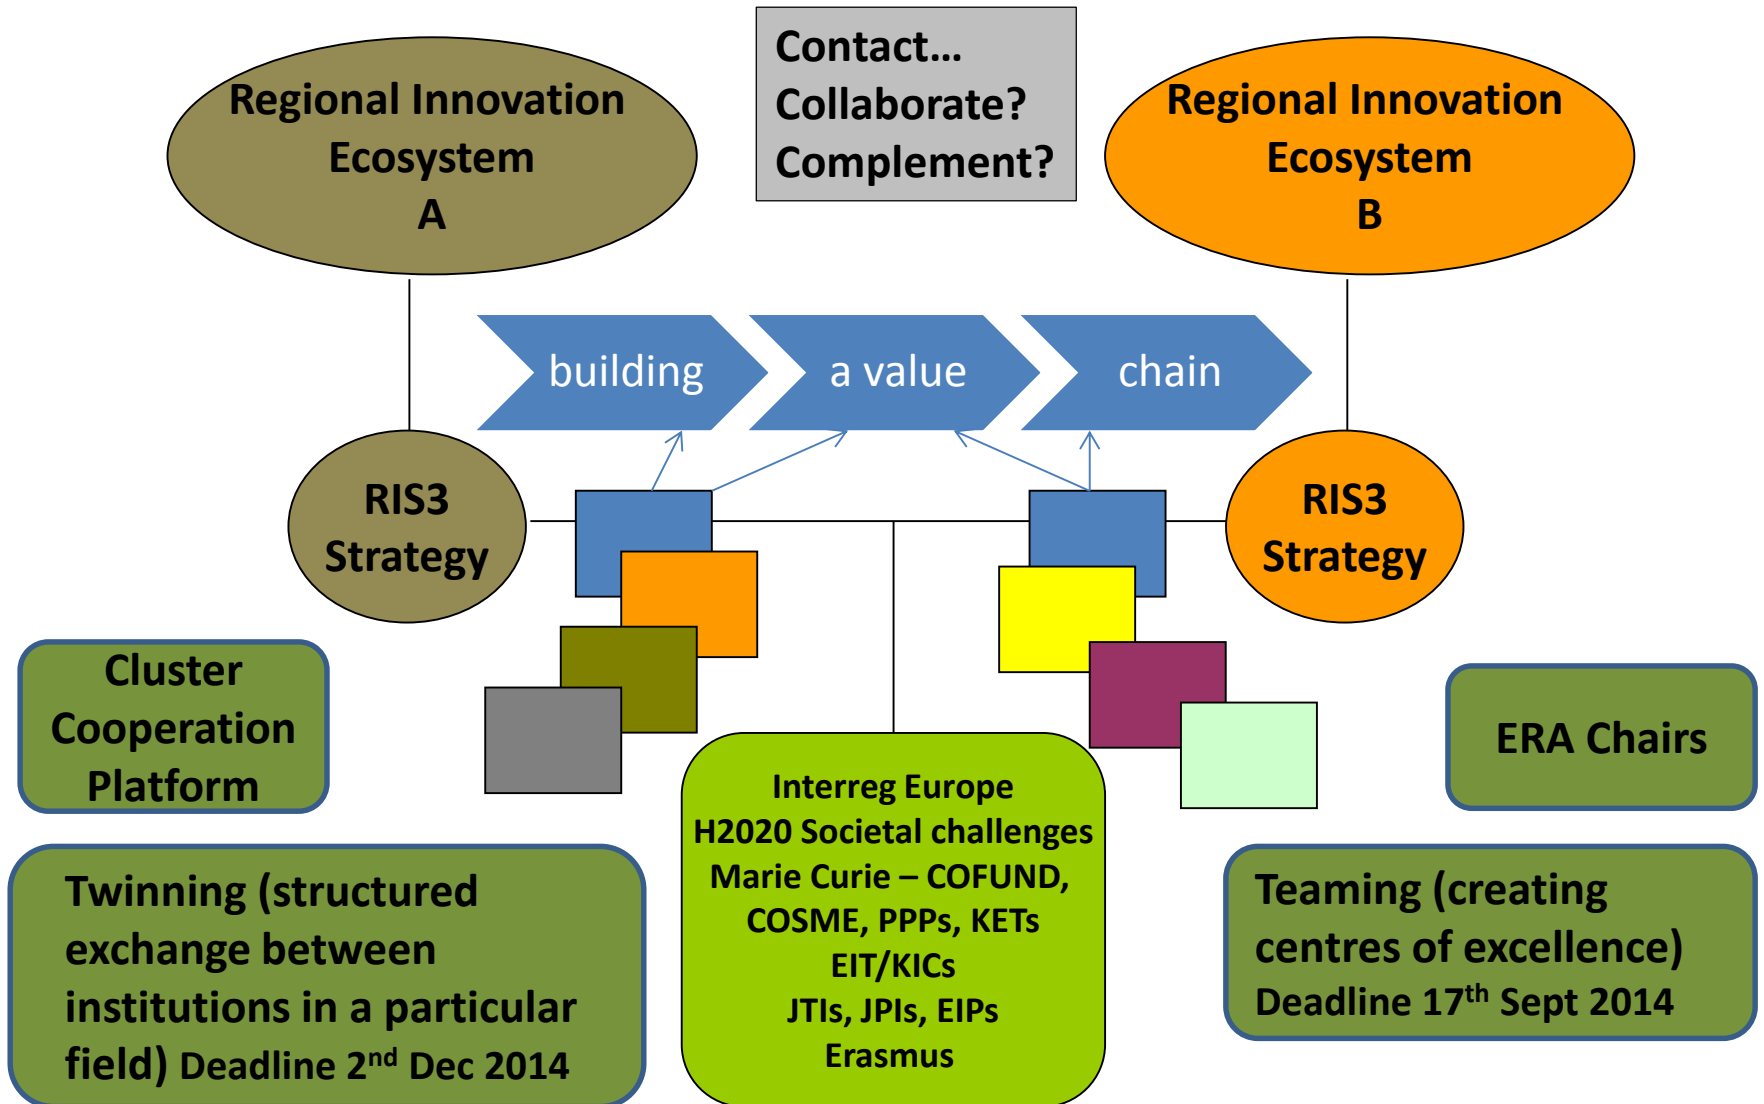 Regional Innovation
Ecosystem
A
Contact...
Collaborate?
Complement?
Regional Innovation
Ecosystem
B
building
a value
chain
RIS3
Strategy
RIS3
Strategy
Cluster
Cooperation
Platform
ERA Chairs
Interreg Europe
H2020 Societal challenges
Marie Curie – COFUND,
COSME, PPPs, KETs
EIT/KICs
JTIs, JPIs, EIPs
Erasmus
Twinning (structured
exchange between
institutions in a particular
field) Deadline 2nd Dec 2014
Teaming (creating
centres of excellence)
Deadline 17th Sept 2014